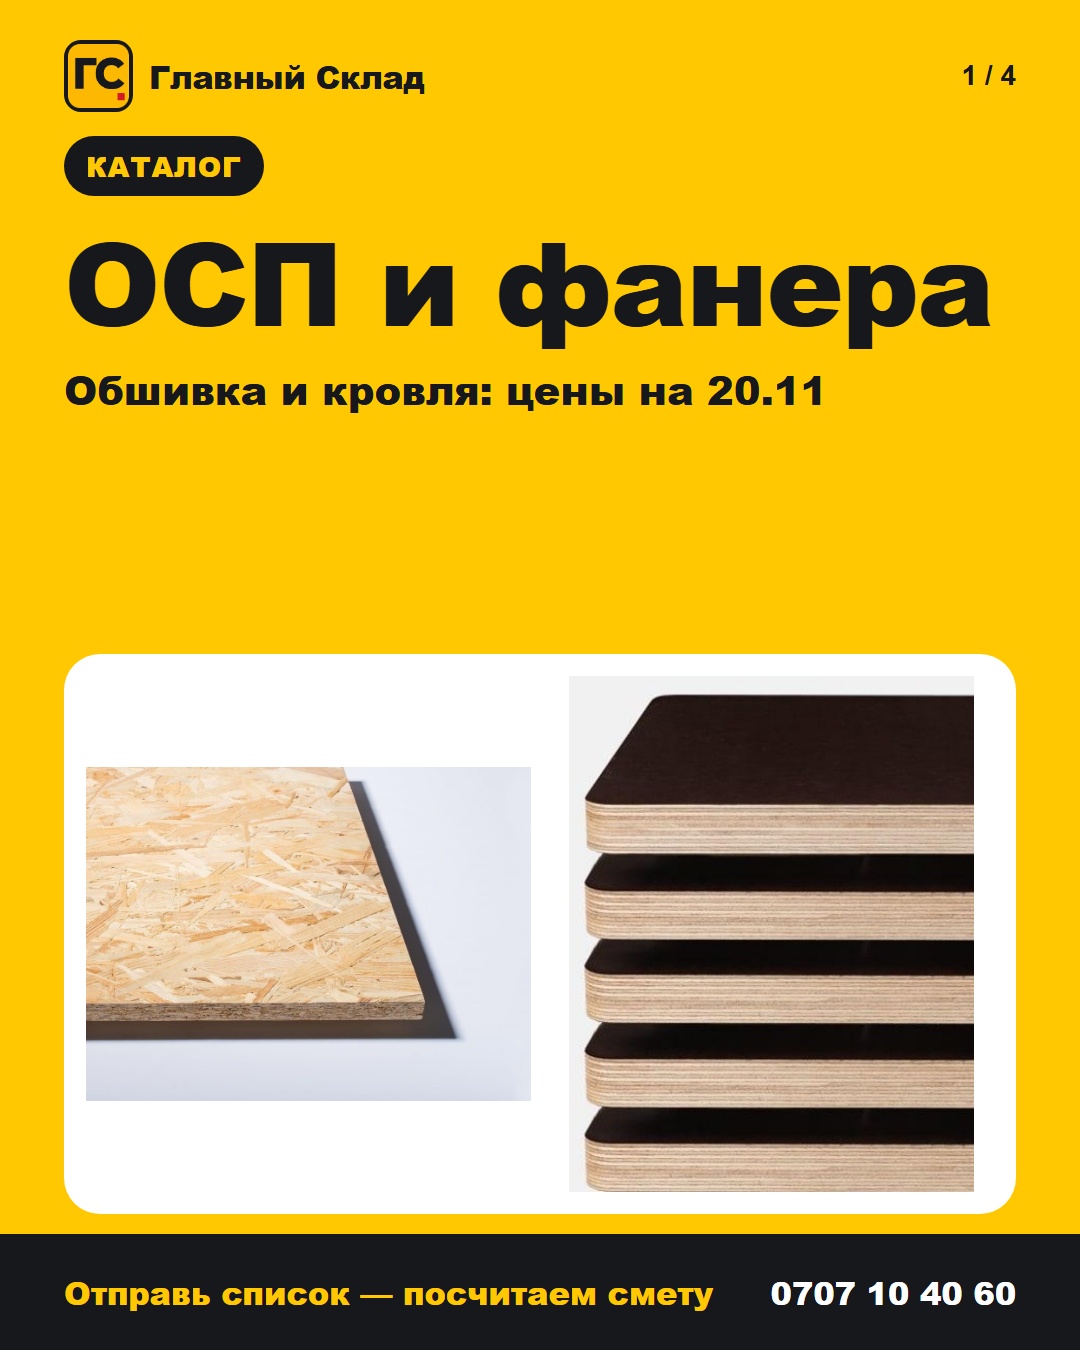 ГС
Главный Склад
1 / 4
КАТАЛОГ
ОСП и фанера
Обшивка и кровля: цены на 20.11
Отправь список — посчитаем смету
0707 10 40 60